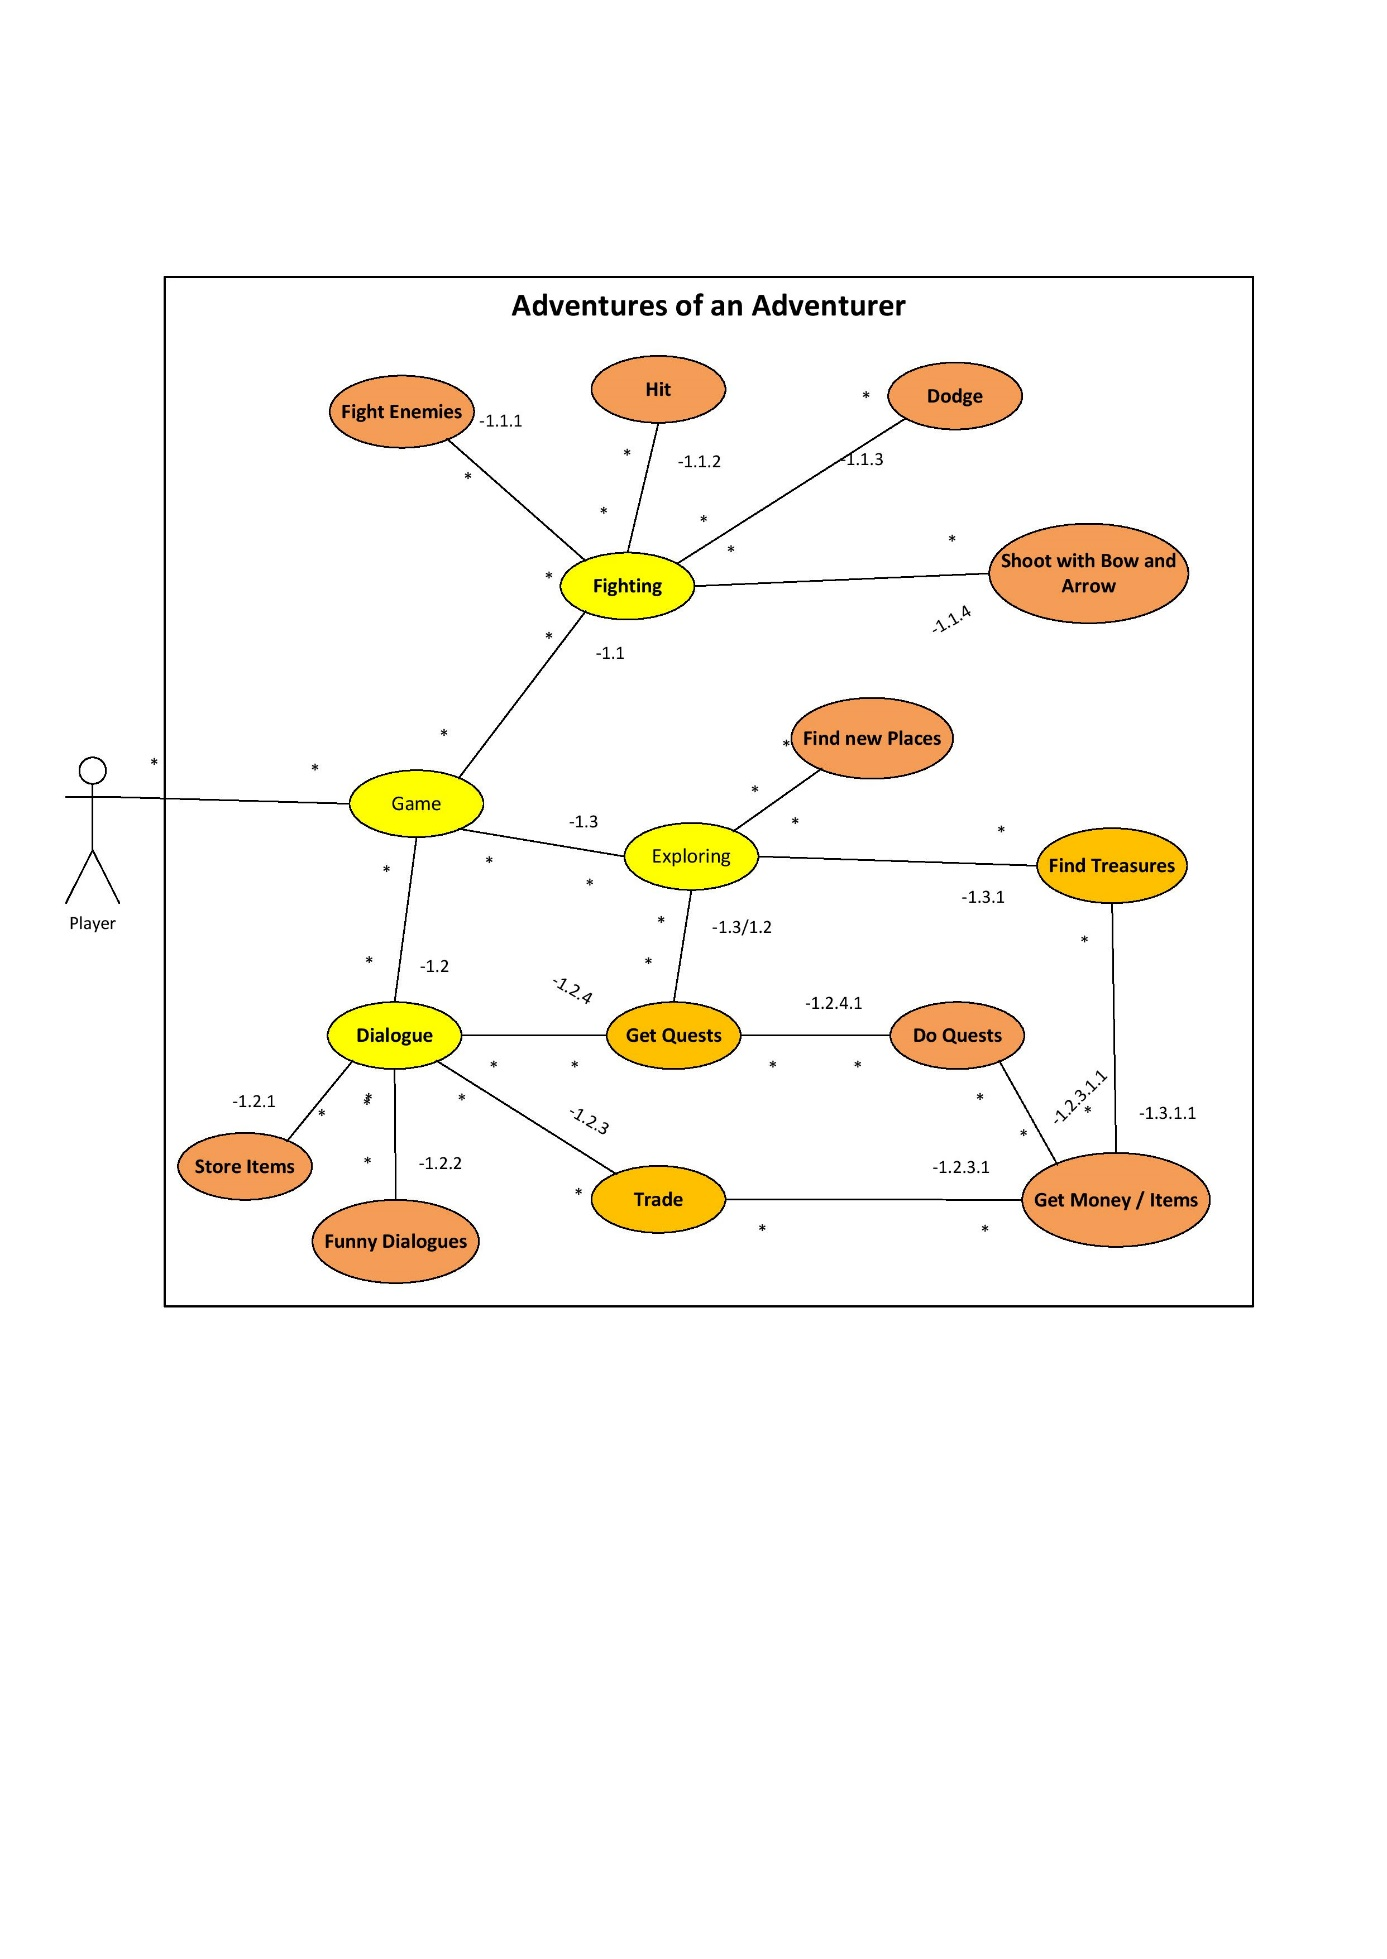 Adventures of an Adventurer
Hit
Dodge
*
Fight Enemies
-1.1.1
*
-1.1.2
-1.1.3
*
*
*
*
*
Shoot with Bow and
Arrow
*
Fighting
-1.1.4
*
-1.1
*
Find new Places
*
*
*
*
Game
-1.3
*
*
Exploring
Find Treasures
*
*
*
-1.3.1
*
-1.3/1.2
*
*
*
-1.2
-1.2.4
-1.2.4.1
Player
Dialogue
Get Quests
Do Quests
*
*
*
*
-1.2.1
*
*
*
*
*
-1.2.3
-1.2.3.1.1
*
-1.3.1.1
*
*
-1.2.2
Store Items
-1.2.3.1
*
Trade
Get Money / Items
*
*
Funny Dialogues